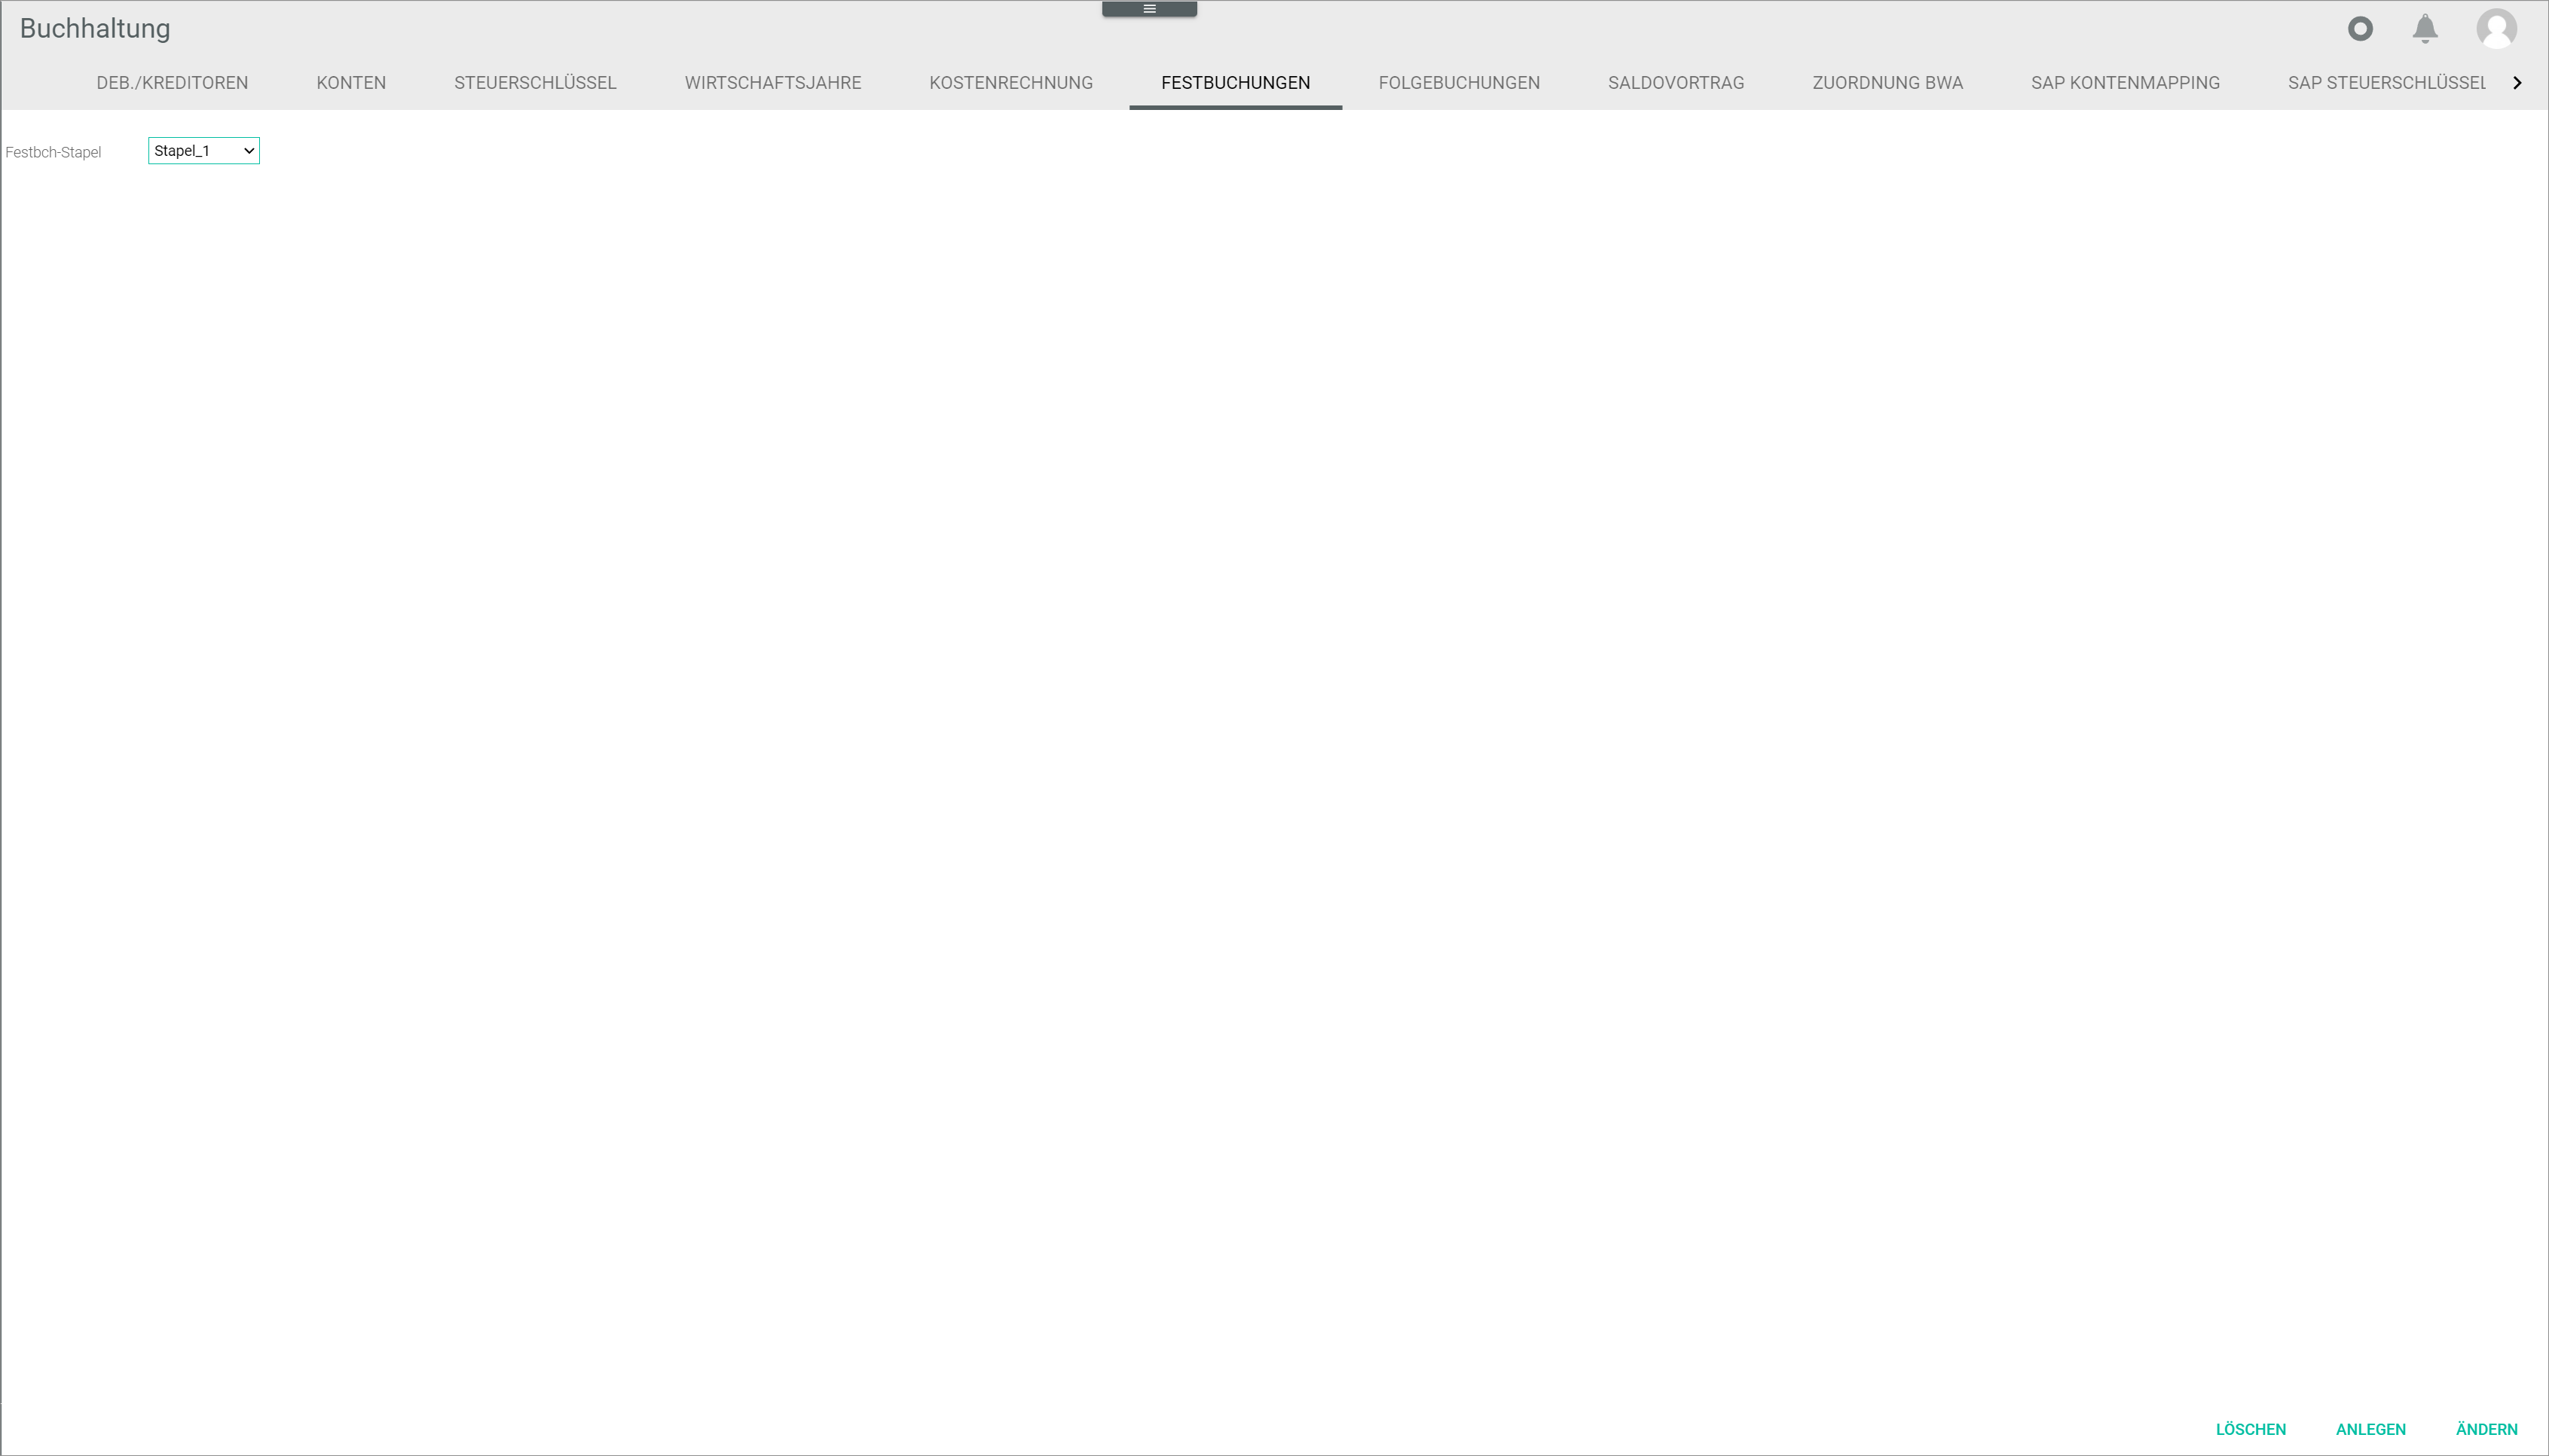 Buchhaltung
DEB./KREDITOREN KONTEN STEUERSCHLÜSSEL WIRTSCHAFTSJAHRE KOSTENRECHNUNG FESTBUCHUNGEN FOLGEBUCHUNGEN SALDOVORTRAG ZUORDNUNG BWA SAP KONTENMAPPING SAP STEUERSCHLÜSSEL
Festbch-Stapel Stapel_1
LÖSCHEN ANLEGEN ÄNDERN